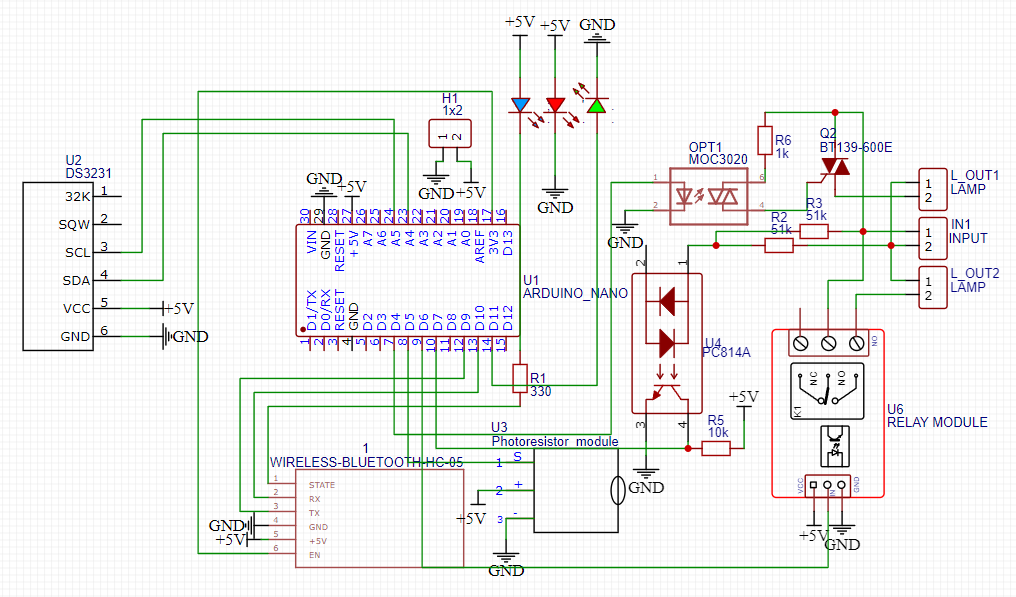 +5V +5V GND
H1
1x2
1 2
GND +5V
U2
DS3231
32K 1
SQW 2
SCL 3
SDA 4
VCC 5
GND 6
+5V
GND
GND +5V
30 29 28 27 26 25 24 23 22 21 20 19 18 17 16
VIN GND RESET +5V A7 A6 A5 A4 A3 A2 A1 A0 AREF 3V3 D13
D1/TX D0/RX RESET GND D2 D3 D4 D5 D6 D7 D8 D9 D10 D11 D12
1 2 3 4 5 6 7 8 9 10 11 12 13 14 15
U1
ARDUINO_NANO
GND
R1
330
OPT1
MOC3020
1 2 6 4
GND
R6
1k
Q2
BT139-600E
R3
51k
R2
51k
L_OUT1
LAMP
1
2
IN1
INPUT
1
2
L_OUT2
LAMP
1
2
2 1
U4
PC814A
3 4
GND
R5
10k
+5V
U6
RELAY MODULE
NO
NC NO
K1
VCC IN GND
+5V
GND
U3
Photoresistor_module
1 S
2 +
3 -
+5V
GND
1
WIRELESS-BLUETOOTH-HC-05
1 STATE
2 RX
3 TX
4 GND
5 +5V
6 EN
GND
+5V